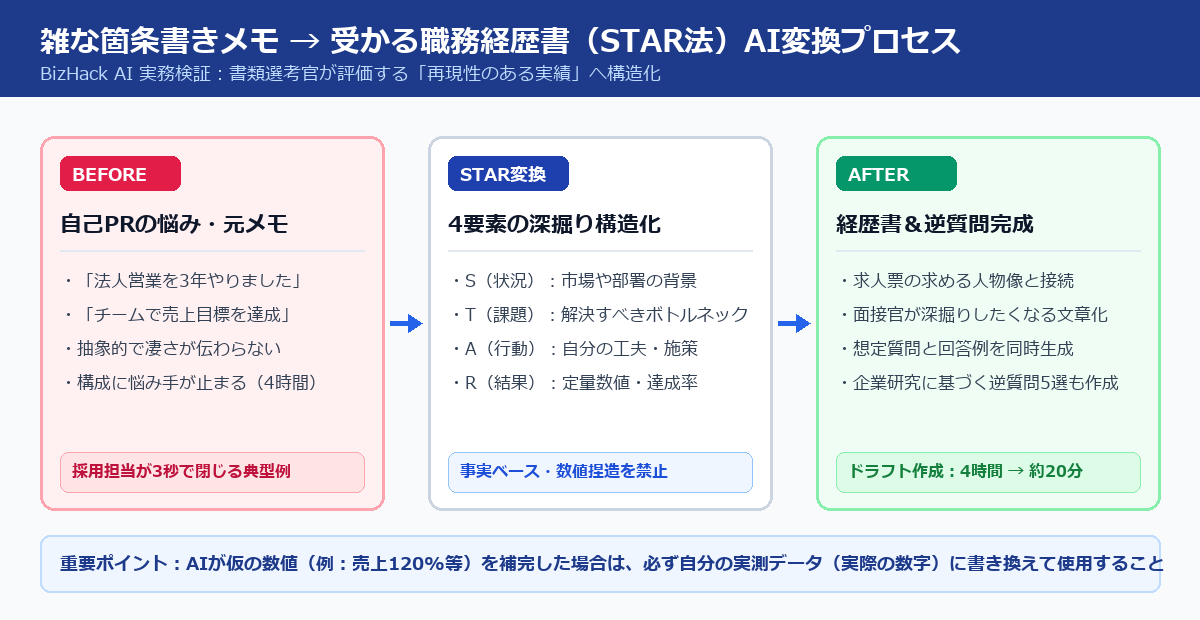 雑な箇条書きメモ → 受かる職務経歴書（STAR法）AI変換プロセス
BizHack AI 実務検証：書類選考官が評価する「再現性のある実績」へ構造化
BEFORE
自己PRの悩み・元メモ
・「法人営業を3年やりました」
・「チームで売上目標を達成」
・抽象的で凄さが伝わらない
・構成に悩み手が止まる（4時間）
採用担当が3秒で閉じる典型例
STAR変換
4要素の深掘り構造化
・S（状況）：市場や部署の背景
・T（課題）：解決すべきボトルネック
・A（行動）：自分の工夫・施策
・R（結果）：定量数値・達成率
事実ベース・数値捏造を禁止
AFTER
経歴書＆逆質問完成
・求人票の求める人物像と接続
・面接官が深掘りしたくなる文章化
・想定質問と回答例を同時生成
・企業研究に基づく逆質問5選も作成
ドラフト作成：4時間 → 約20分
重要ポイント：AIが仮の数値（例：売上120%等）を補完した場合は、必ず自分の実測データ（実際の数字）に書き換えて使用すること